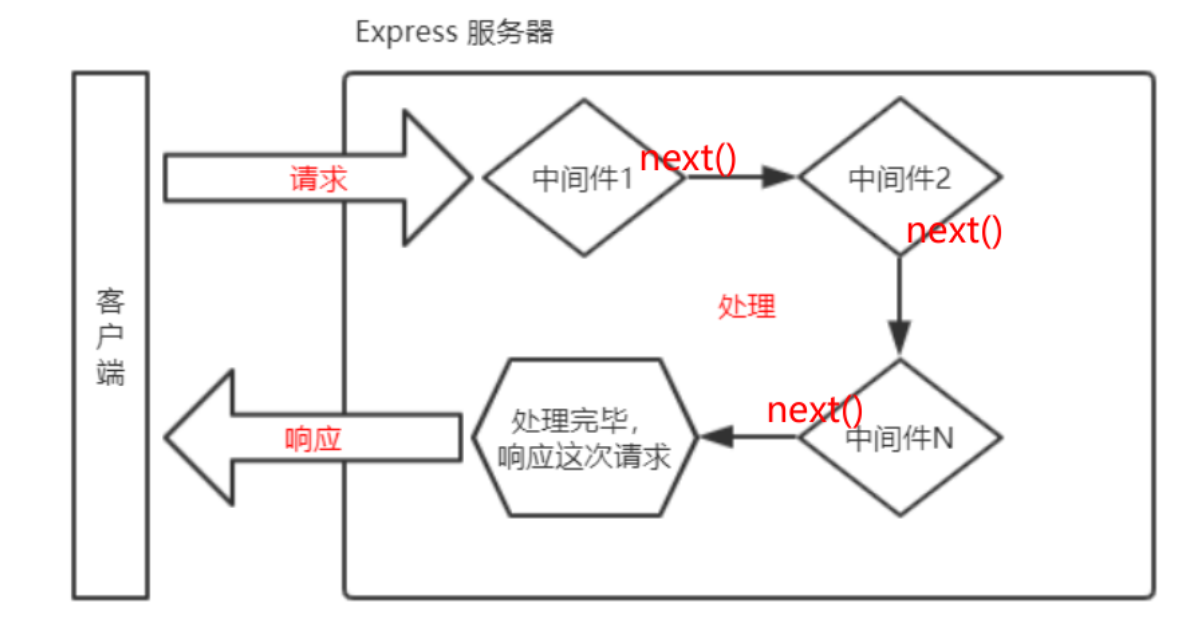 Express 服务器
请求
中间件1
next()
中间件2
next()
处理
客户端
响应
处理完毕，
响应这次请求
next()
中间件N